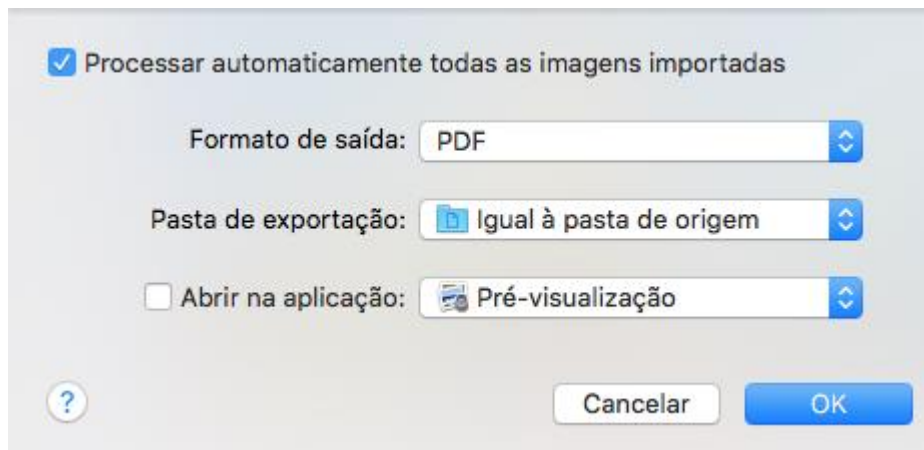 Processar automaticamente todas as imagens importadas
Formato de saída: PDF
Pasta de exportação: Igual à pasta de origem
Abrir na aplicação: Pré-visualização
? Cancelar OK